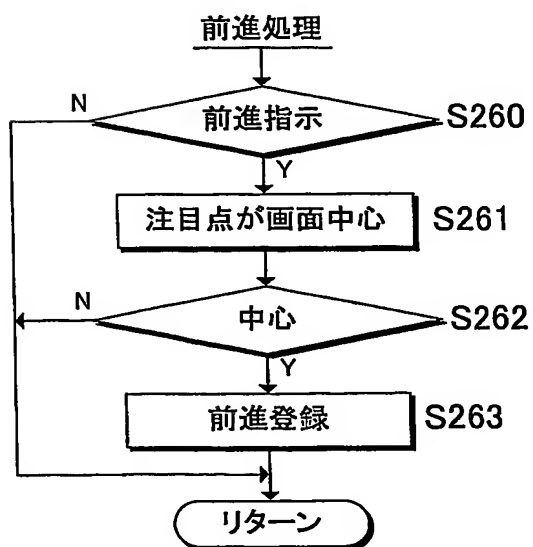 前進処理
N
前進指示
S260
Y
注目点が画面中心
S261
N
中心
S262
Y
前進登録
S263
リターン